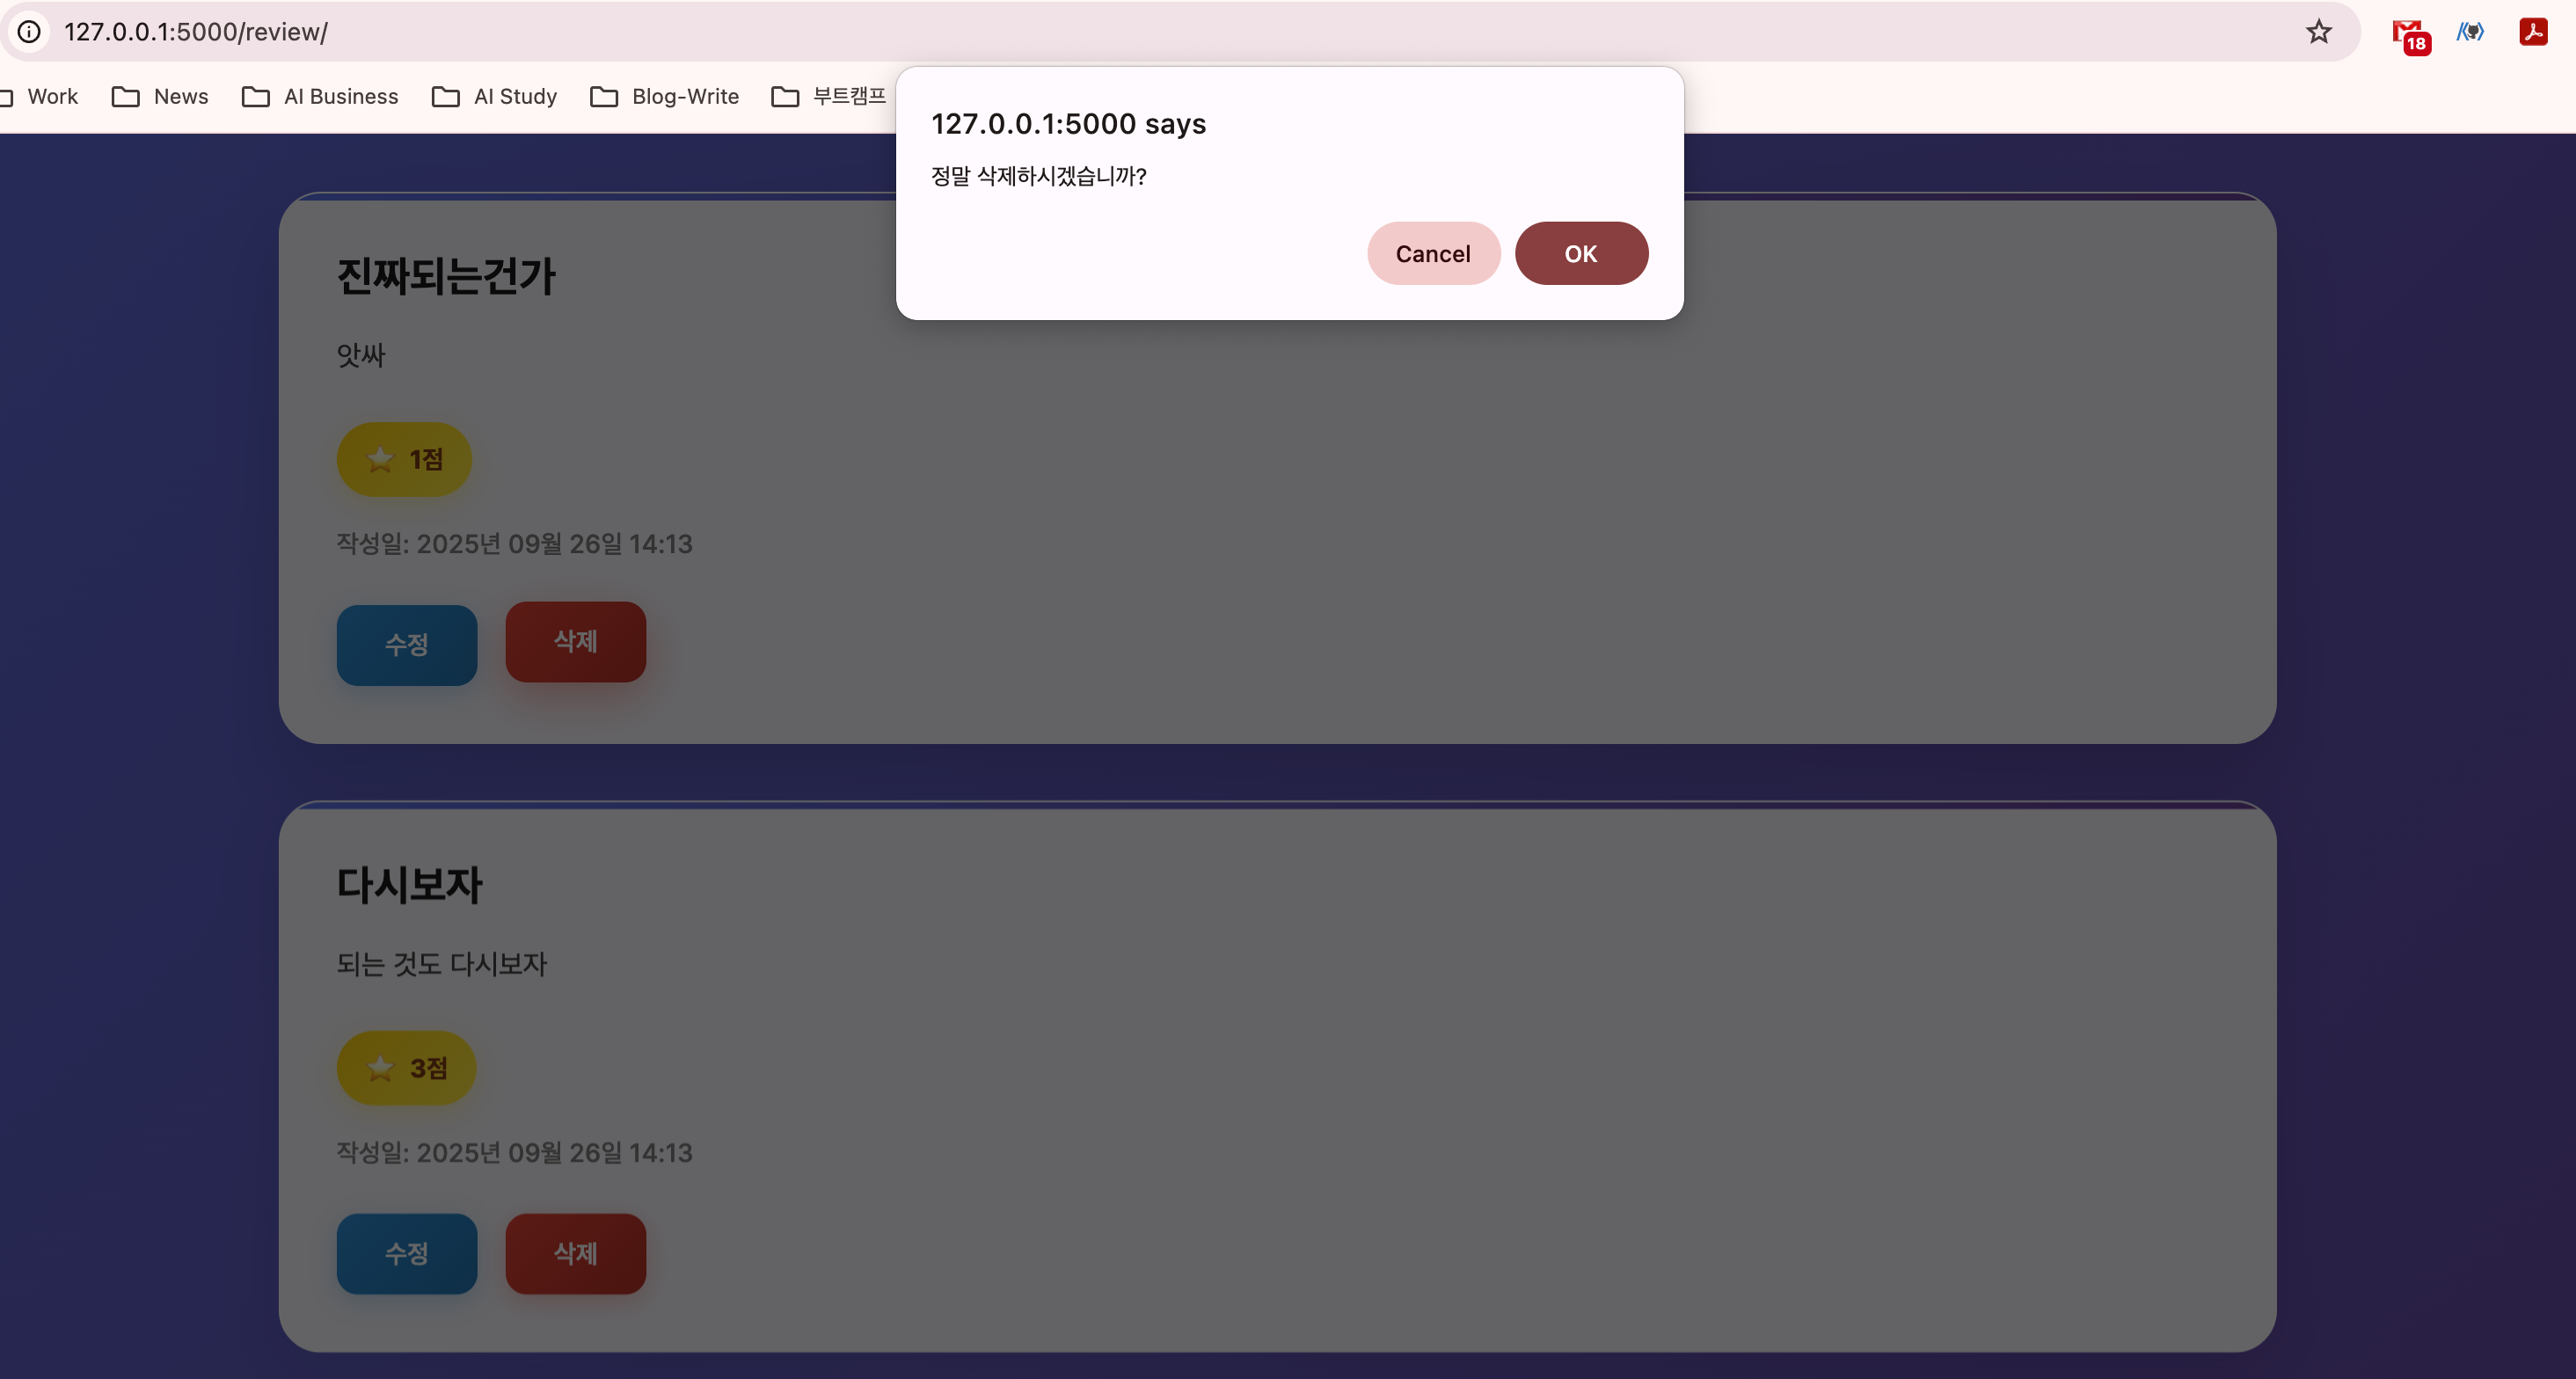 127.0.0.1:5000/review/
18
Work
News
AI Business
AI Study
Blog-Write
부트캠프
127.0.0.1:5000 says
정말 삭제하시겠습니까?
Cancel
OK
진짜되는건가
앗싸
1점
작성일: 2025년 09월 26일 14:13
수정
삭제
다시보자
되는 것도 다시보자
3점
작성일: 2025년 09월 26일 14:13
수정
삭제